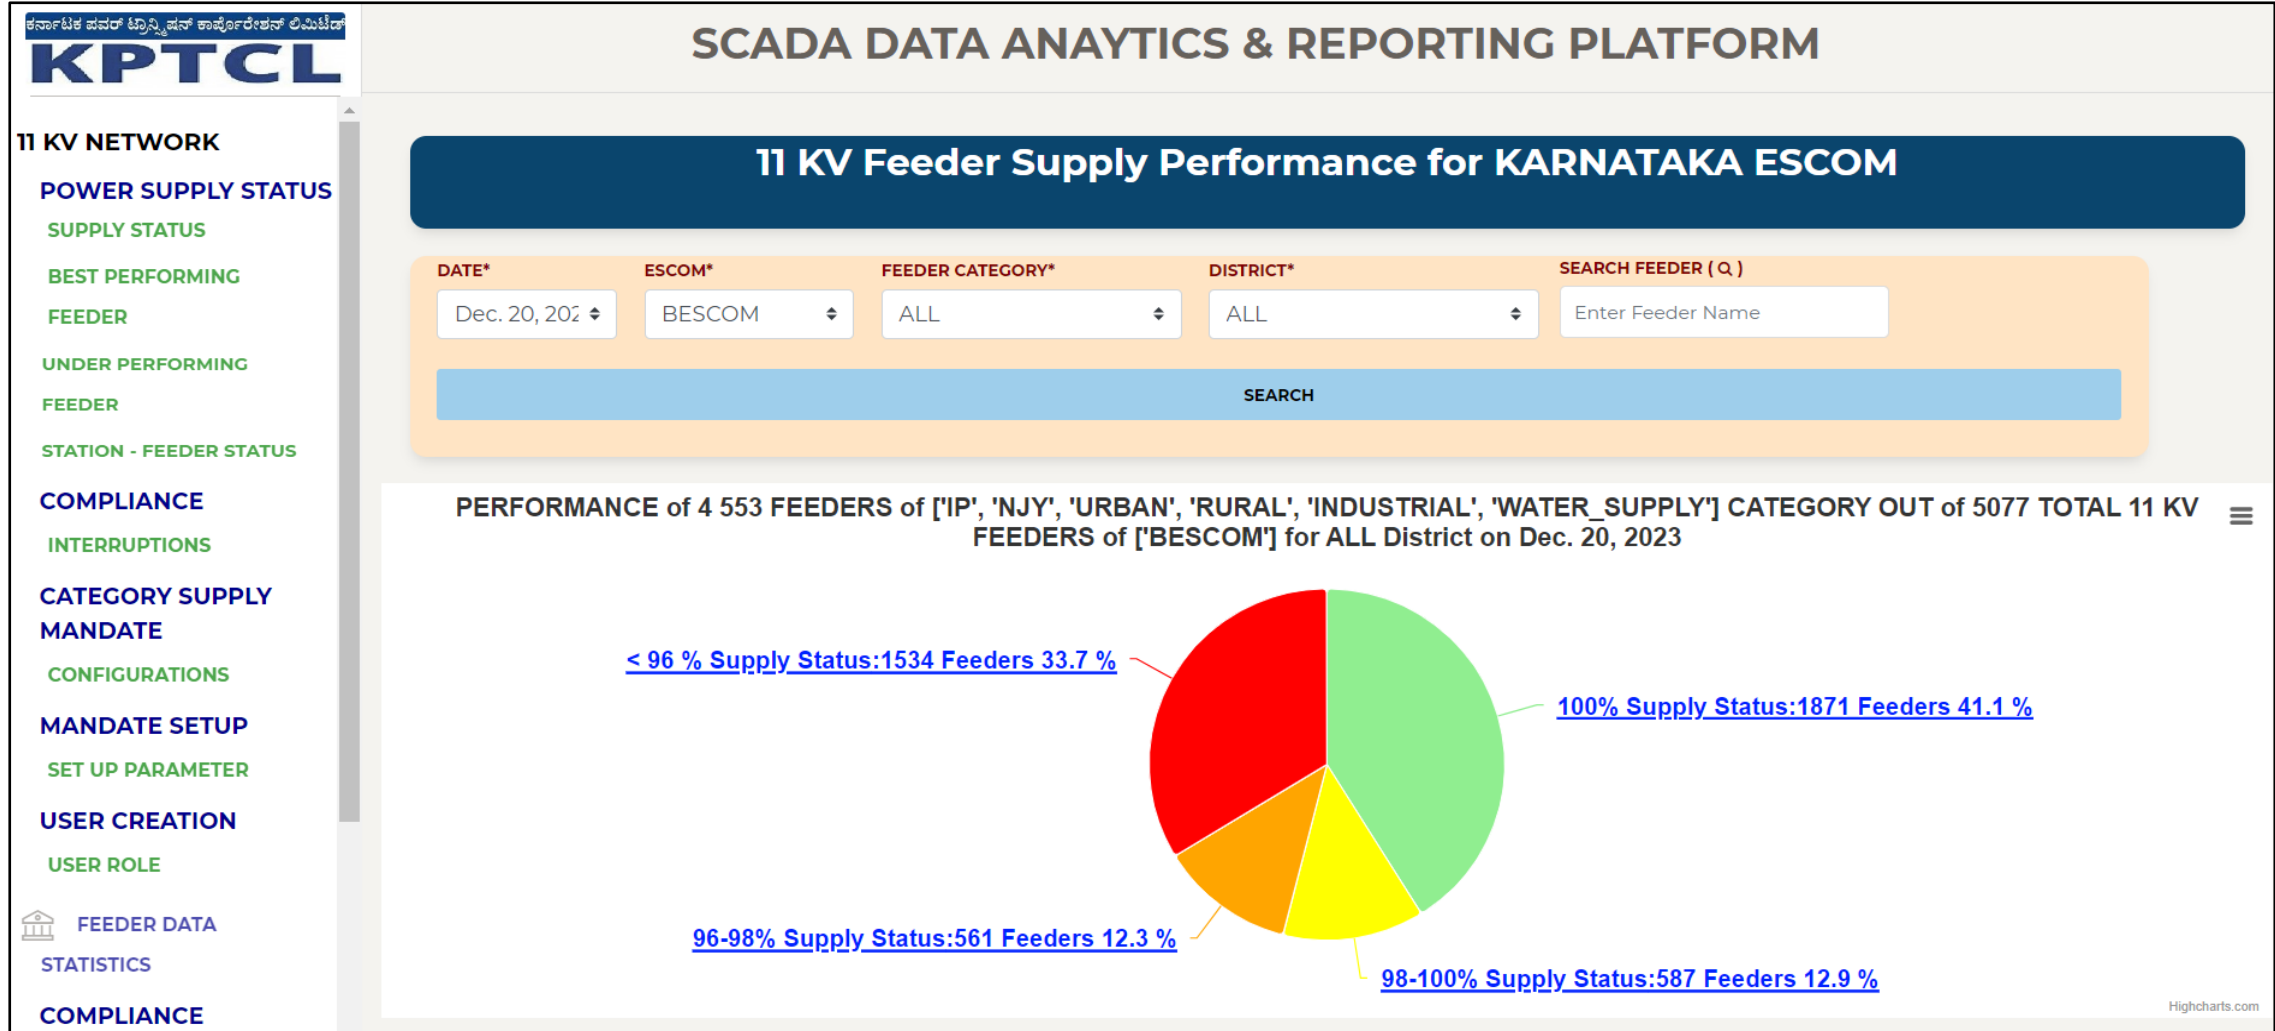 ಕರ್ನಾಟಕ ಪವರ್ ಟ್ರಾನ್ಸ್ಮಿಷನ್ ಕಾರ್ಪೊರೇಶನ್ ಲಿಮಿಟೆಡ್
KPTCL
SCADA DATA ANAYTICS & REPORTING PLATFORM
11 KV NETWORK
POWER SUPPLY STATUS
SUPPLY STATUS
BEST PERFORMING
FEEDER
UNDER PERFORMING
FEEDER
STATION - FEEDER STATUS
COMPLIANCE
INTERRUPTIONS
CATEGORY SUPPLY
MANDATE
CONFIGURATIONS
MANDATE SETUP
SET UP PARAMETER
USER CREATION
USER ROLE
FEEDER DATA
STATISTICS
COMPLIANCE
11 KV Feeder Supply Performance for KARNATAKA ESCOM
DATE* ESCOM* FEEDER CATEGORY* DISTRICT* SEARCH FEEDER ( )
Dec. 20, 202 BESCOM ALL ALL Enter Feeder Name
SEARCH
PERFORMANCE of 4 553 FEEDERS of ['IP', 'NJY', 'URBAN', 'RURAL', 'INDUSTRIAL', 'WATER_SUPPLY'] CATEGORY OUT of 5077 TOTAL 11 KV
FEEDERS of ['BESCOM'] for ALL District on Dec. 20, 2023
< 96 % Supply Status:1534 Feeders 33.7 %
100% Supply Status:1871 Feeders 41.1 %
96-98% Supply Status:561 Feeders 12.3 %
98-100% Supply Status:587 Feeders 12.9 %
Highcharts.com